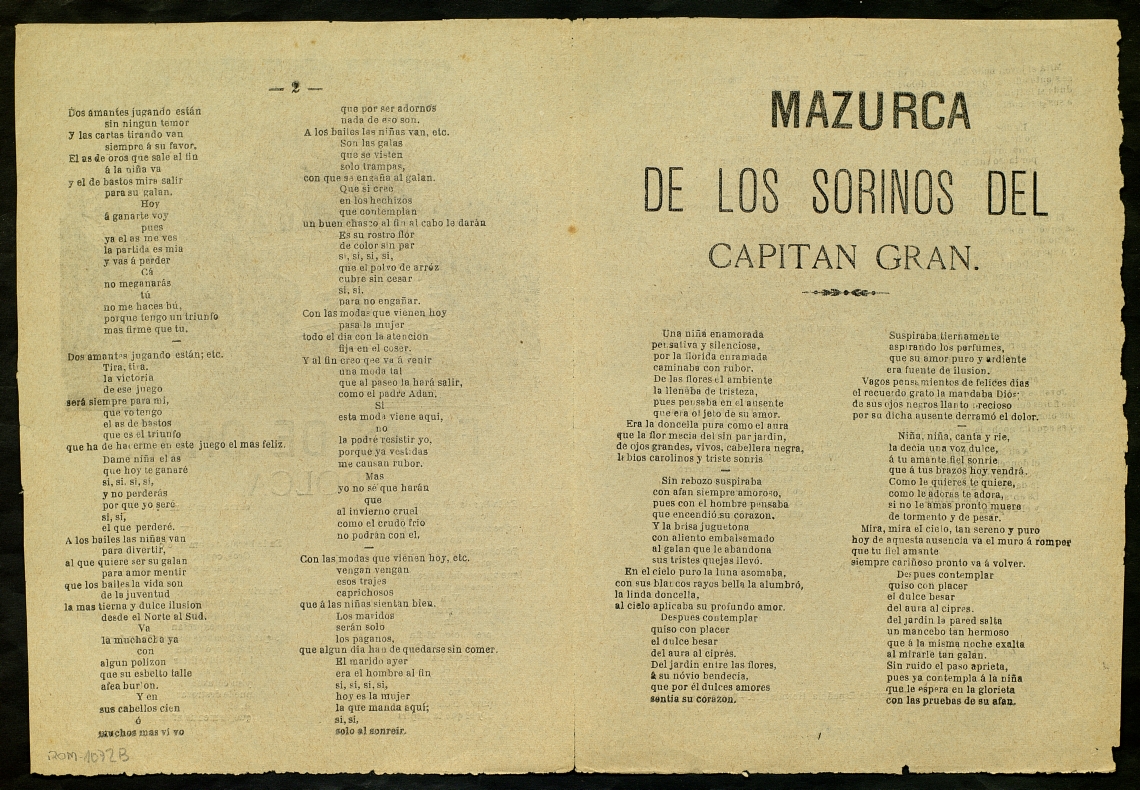 — 2 —
Dos amantes jugando están
sin ningun temor
y las cartas tirando van
siempre á su favor.
El as de oros que sale al fin
á la niña va
y el de bastos mira salir
para su galan.
Hoy
á ganarte voy
pues
ya el as me ves
la partida es mia
y vas á perder
Cá
no meganarás
tú
no me haces bú,
porque tengo un triunfo
mas firme que tu.
—
Dos amantes jugando están; etc.
Tira, tira.
la victoria
de ese juego
será siempre para mi,
que yo tengo
el as de bastos
que es el triunfo
que ha de hacerme en este juego el mas feliz.
Dame niña el as
que hoy te ganaré
si, si, si, si,
y no perderás
por que yo seré
si, si,
el que perderé.
A los bailes las niñas van
para divertir,
al que quiere ser su galan
para amor mentir
que los bailes la vida son
de la juventud
la mas tierna y dulce ilusion
desde el Norte al Sud.
Va
la muchacha ya
con
algun polizon
que su esbelto talle
afea burlon.
Y en
sus cabellos cien
ó
muchos mas vi yo
que por ser adornos
nada de eso son.
A los bailes las niñas van, etc.
Son las galas
que se visten
solo trampas,
con que se engaña al galan.
Que si cree
en los hechizos
que contemplan
un buen chasco al fin al cabo le darán
Es su rostro flor
de color sin par
si, si, si, si,
que el polvo de arroz
cubre sin cesar
si, si.
para no engañar.
Con las modas que vienen hoy
pasa la mujer
todo el dia con la atencion
fija en el coser.
Y al fin creo que va á venir
una moda tal
que al paseo la hará salir,
como el padre Adan.
Si
esta moda viene aqui,
no
la podré resistir yo.
porque ya vestidas
me causan rubor.
Mas
yo no se que harán
que
al invierno cruel
como el crudo frio
no podrán con el.
—
Con las modas que vienen hoy, etc.
vengan vengan
esos trajes
caprichosos
que á las niñas sientan bien.
Los maridos
serán solo
los paganos,
que algun dia han de quedarse sin comer.
El marido ayer
era el hombre al fin
si, si, si, si,
hoy es la mujer
la que manda aquí;
si, si,
solo al sonreir.
ROM-1072B
MAZURCA
DE LOS SORINOS DEL
CAPITAN GRAN.
Una niña enamorada
pensativa y silenciosa,
por la florida enramada
caminaba con rubor.
De las flores el ambiente
la llenaba de tristeza,
pues pensaba en el ausente
que era objeto de su amor.
Era la doncella pura como el aura
que la flor mecia del sin par jardin,
de ojos grandes, vivos, cabellera negra,
lebios carolinos y triste sonris
—
Sin rebozo suspiraba
con afan siempre amoroso,
pues con el hombre pensaba
que encendió su corazon.
Y la brisa juguetona
con aliento embalsamado
al galan que le abandona
sus tristes quejas llevó.
En el cielo puro la luna asomaba,
con sus blancos rayos bella la alumbró,
la linda doncella,
al cielo aplicaba su profundo amor.
Despues contemplar
quiso con placer
el dulce besar
del aura al ciprés.
Del jardin entre las flores,
á su nóvio bendecia,
que por él dulces amores
sentia su corazon.
Suspiraba tiernamente
aspirando los perfumes,
que su amor puro y ardiente
era fuente de ilusion.
Vagos pensamientos de felices dias
el recuerdo grato la mandaba Diós:
de sus ojos negros llanto precioso
por su dicha ausente derramó el dolor.
—
Niña, niña, canta y rie,
la decia una voz dulce,
á tu amante fiel sonrie
que á tus brazos hoy vendrá.
Como le quieres te quiere,
como le adoras te adora,
si no le amas pronto muera
de tormento y de pesar.
Mira, mira el cielo, tan sereno y puro
hoy de aquesta ausencia va el muro á romper
que tu fiel amante
siempre cariñoso pronto va á volver.
Despues contemplar
quiso con placer
el dulce besar
del aura al cipres.
del jardin la pared salta
un mancebo tan hermoso
que á la misma noche exalta
al mirarle tan galán.
Sin ruido el paso aprieta,
pues ya contempla á la niña
que le espera en la glorieta
con las pruebas de su afan.